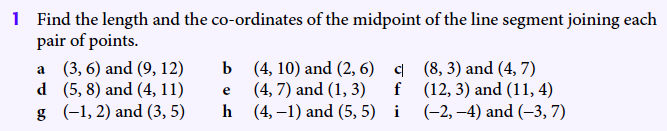 1 Find the length and the co-ordinates of the midpoint of the line segment joining each
pair of points.
a (3, 6) and (9, 12) b (4, 10) and (2, 6) c (8, 3) and (4, 7)
d (5, 8) and (4, 11) e (4, 7) and (1, 3) f (12, 3) and (11, 4)
g (−1, 2) and (3, 5) h (4, −1) and (5, 5) i (−2, −4) and (−3, 7)